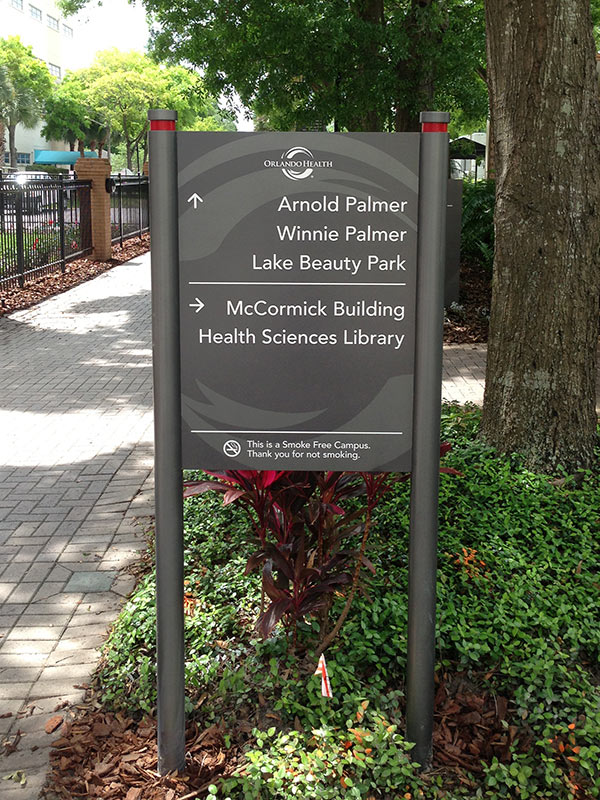 ORLANDO HEALTH
↑ Arnold Palmer
Winnie Palmer
Lake Beauty Park
→ McCormick Building
Health Sciences Library
This is a Smoke Free Campus.
Thank you for not smoking.